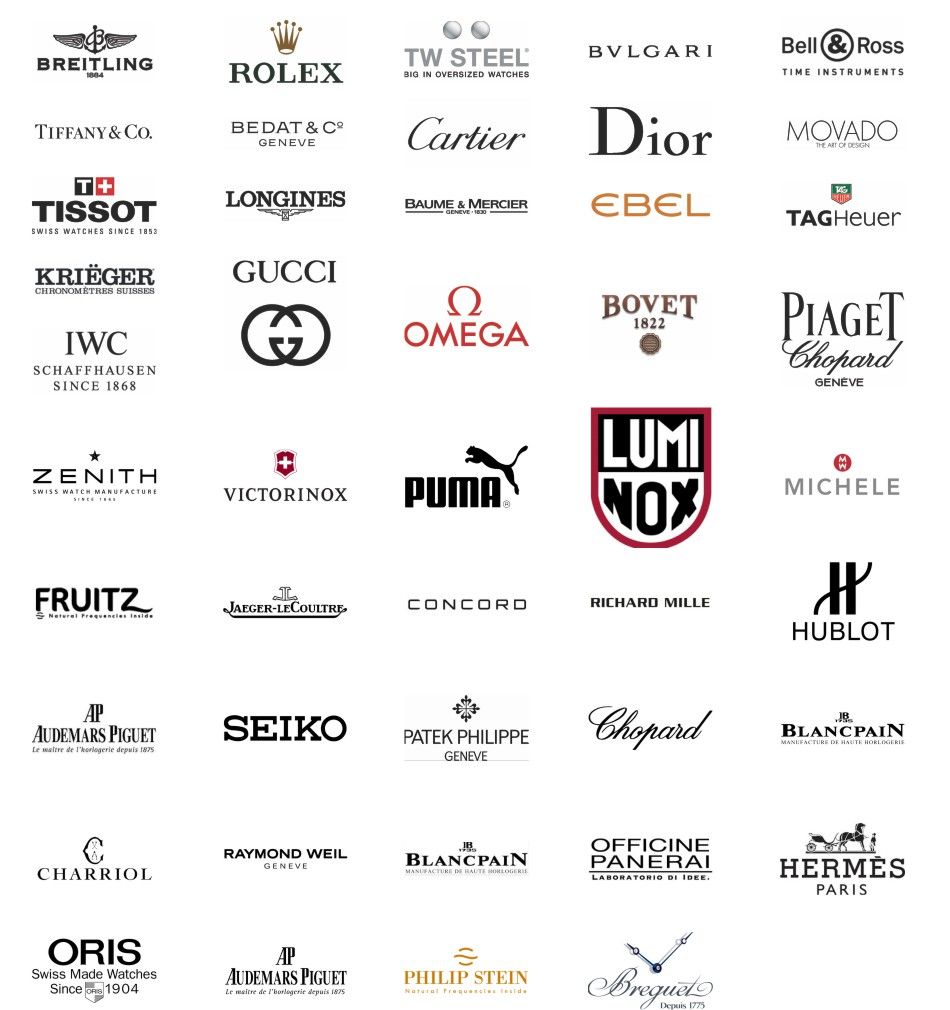 BREITLING
1884
ROLEX
TW STEEL
BIG IN OVERSIZED WATCHES
BVLGARI
Bell & Ross
TIME INSTRUMENTS
TIFFANY & CO.
BEDAT & Cº
GENEVE
Cartier
Dior
MOVADO
THE ART OF DESIGN
T+
TISSOT
SWISS WATCHES SINCE 1853
LONGINES
BAUME & MERCIER
GENEVE · 1830
EBEL
TAG
HEUER
TAGHeuer
KRIËGER
CHRONOMÈTRES SUISSES
GUCCI
GG
IWC
SCHAFFHAUSEN
SINCE 1868
Ω
OMEGA
BOVET
1822
PIAGET
Chopard
GENÈVE
ZENITH
SWISS WATCH MANUFACTURE
SINCE 1865
VICTORINOX
PUMA®
LUMI
NOX
MW
MICHELE
FRUITZ
Natural Frequencies Inside
JL
JAEGER-LECOULTRE
CONCORD
RICHARD MILLE
H
HUBLOT
AP
AUDEMARS PIGUET
Le maître de l'horlogerie depuis 1875
SEIKO
PATEK PHILIPPE
GENEVE
Chopard
JB
1735
BLANCPAIN
MANUFACTURE DE HAUTE HORLOGERIE
CHARRIOL
RAYMOND WEIL
GENEVE
JB
1735
BLANCPAIN
MANUFACTURE DE HAUTE HORLOGERIE
OFFICINE
PANERAI
LABORATORIO DI IDEE.
HERMÈS
PARIS
ORIS
Swiss Made Watches
Since ORIS 1904
AP
AUDEMARS PIGUET
Le maître de l'horlogerie depuis 1875
PHILIP STEIN
Natural Frequencies Inside
Breguet
Depuis 1775